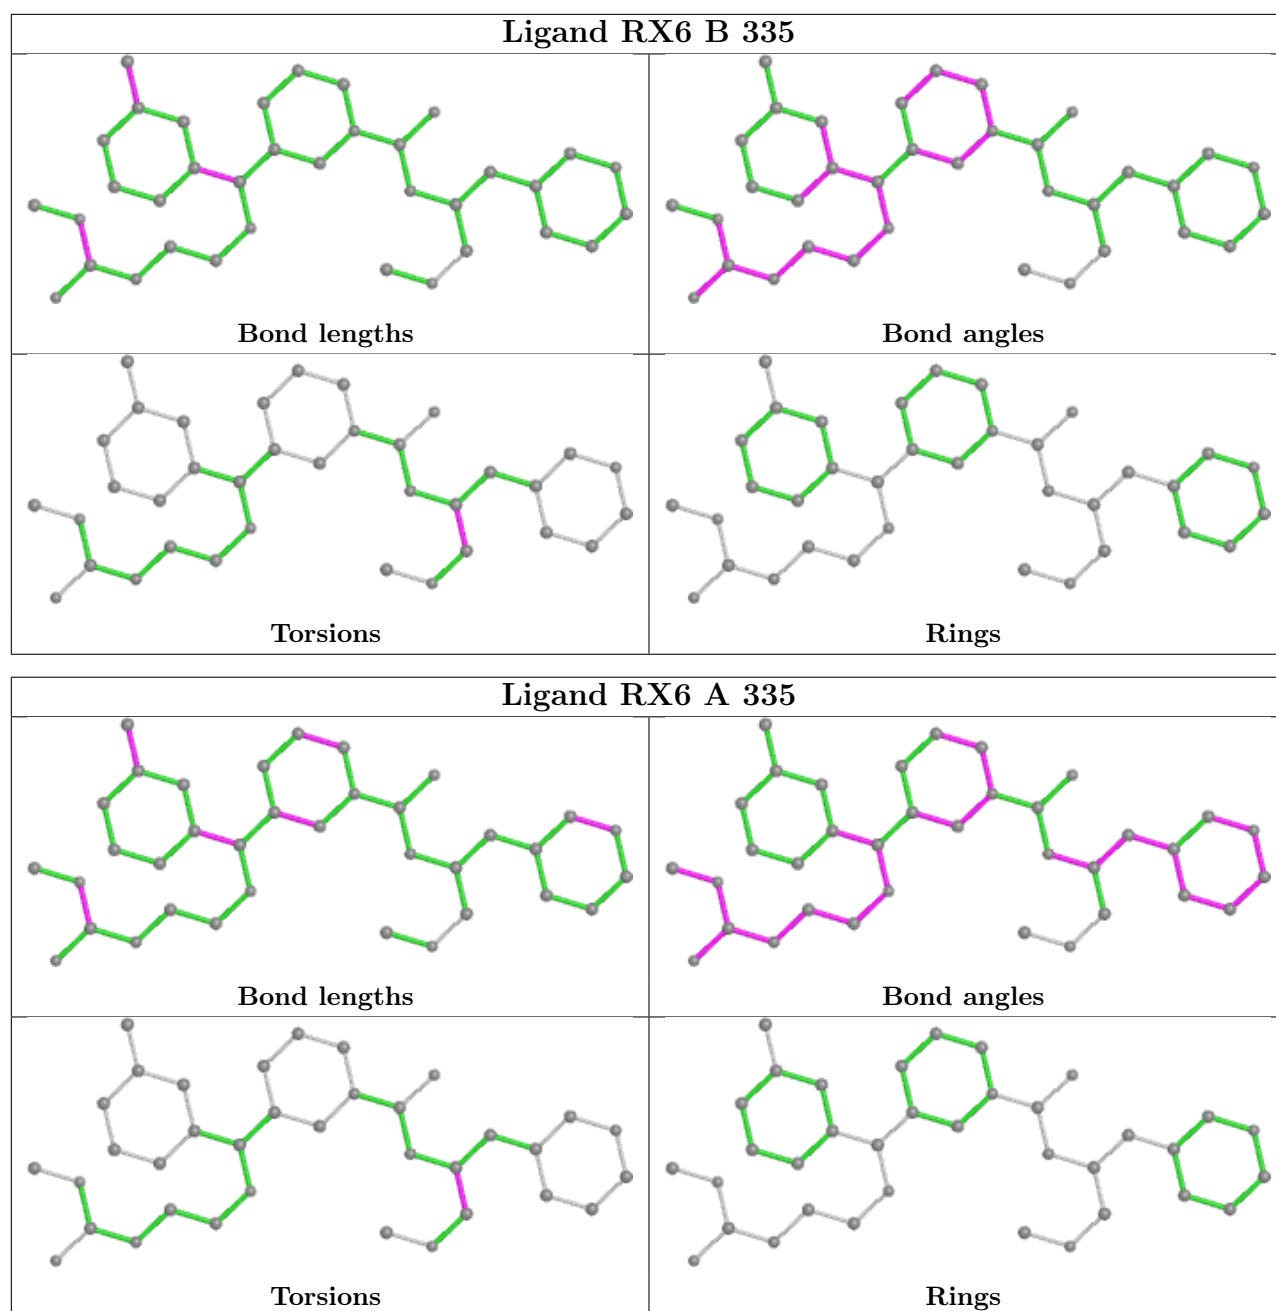 Ligand RX6 B 335
Bond lengths
Bond angles
Torsions
Rings
Ligand RX6 A 335
Bond lengths
Bond angles
Torsions
Rings